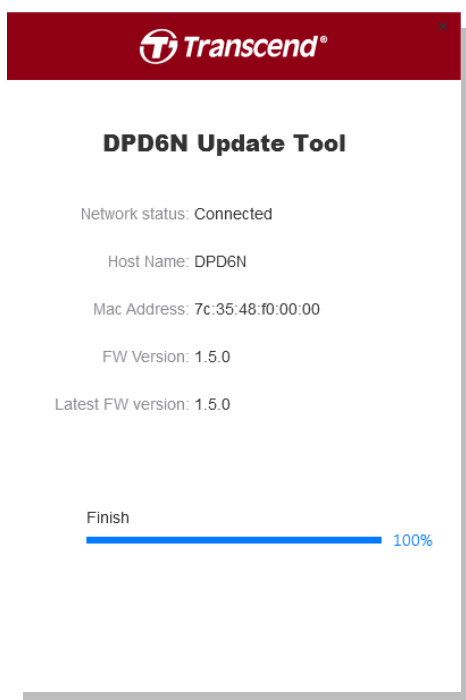 Transcend®
DPD6N Update Tool
Network status: Connected
Host Name: DPD6N
Mac Address: 7c:35:48:f0:00:00
FW Version: 1.5.0
Latest FW version: 1.5.0
Finish
100%